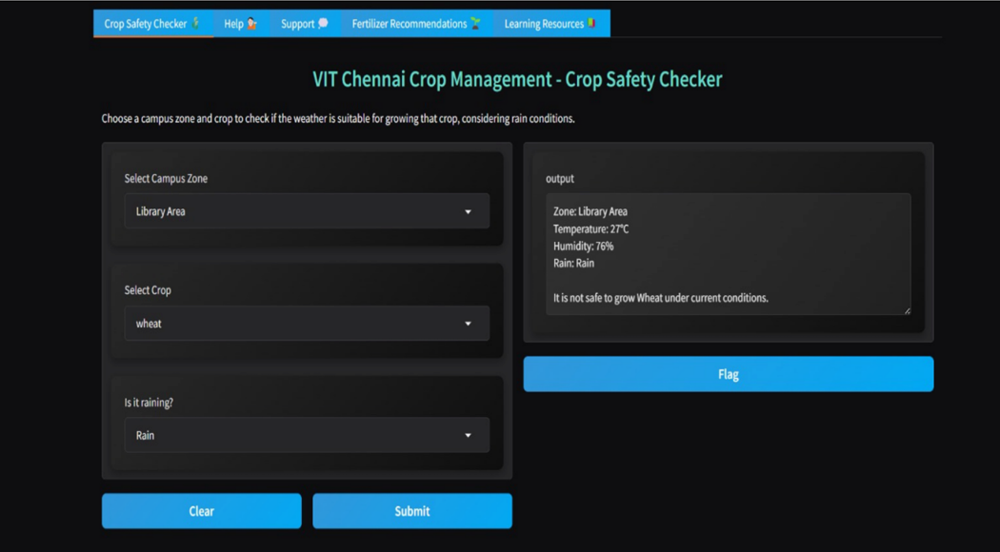 Crop Safety Checker Help Support Fertilizer Recommendations Learning Resources
VIT Chennai Crop Management - Crop Safety Checker
Choose a campus zone and crop to check if the weather is suitable for growing that crop, considering rain conditions.
Select Campus Zone
Library Area
Select Crop
wheat
Is it raining?
Rain
Clear Submit
output
Zone: Library Area
Temperature: 27°C
Humidity: 76%
Rain: Rain
It is not safe to grow Wheat under current conditions.
Flag